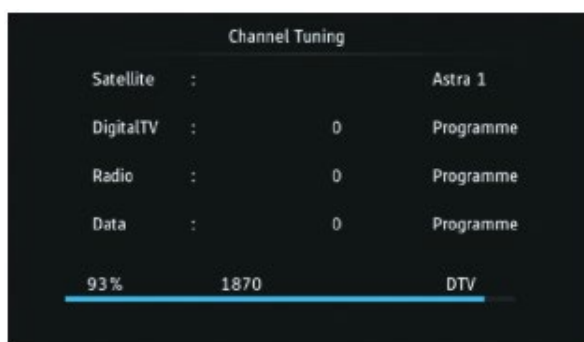 Channel Tuning
Satellite : Astra 1
DigitalTV : 0 Programme
Radio : 0 Programme
Data : 0 Programme
93% 1870 DTV